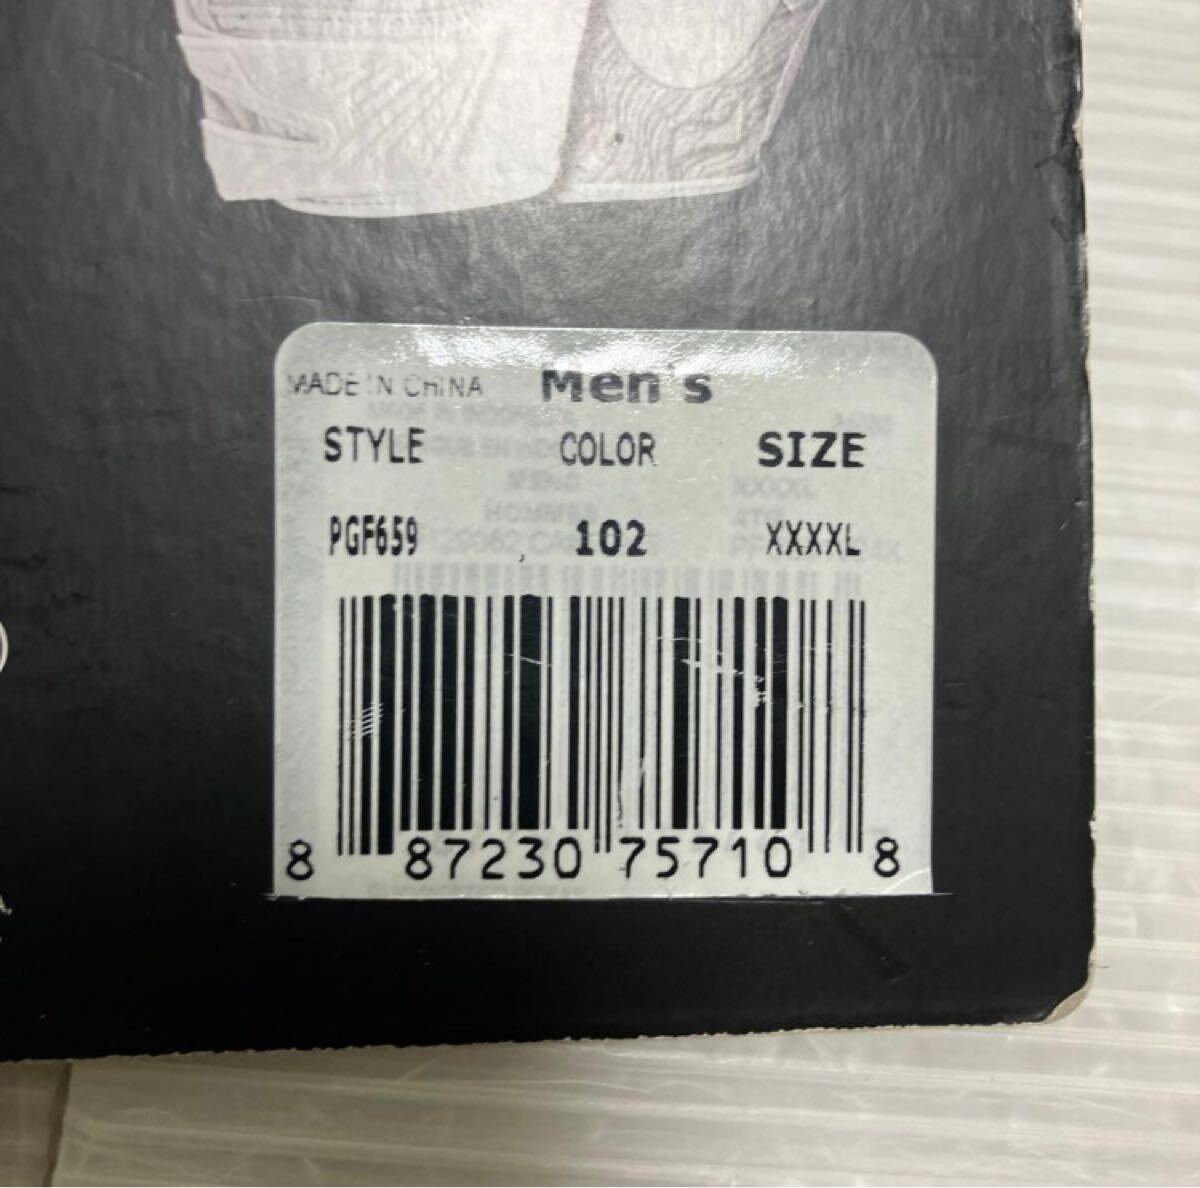 MADE IN CHINA Men's
STYLE COLOR SIZE
PGF659 102 XXXXL
8 87230 75710 8